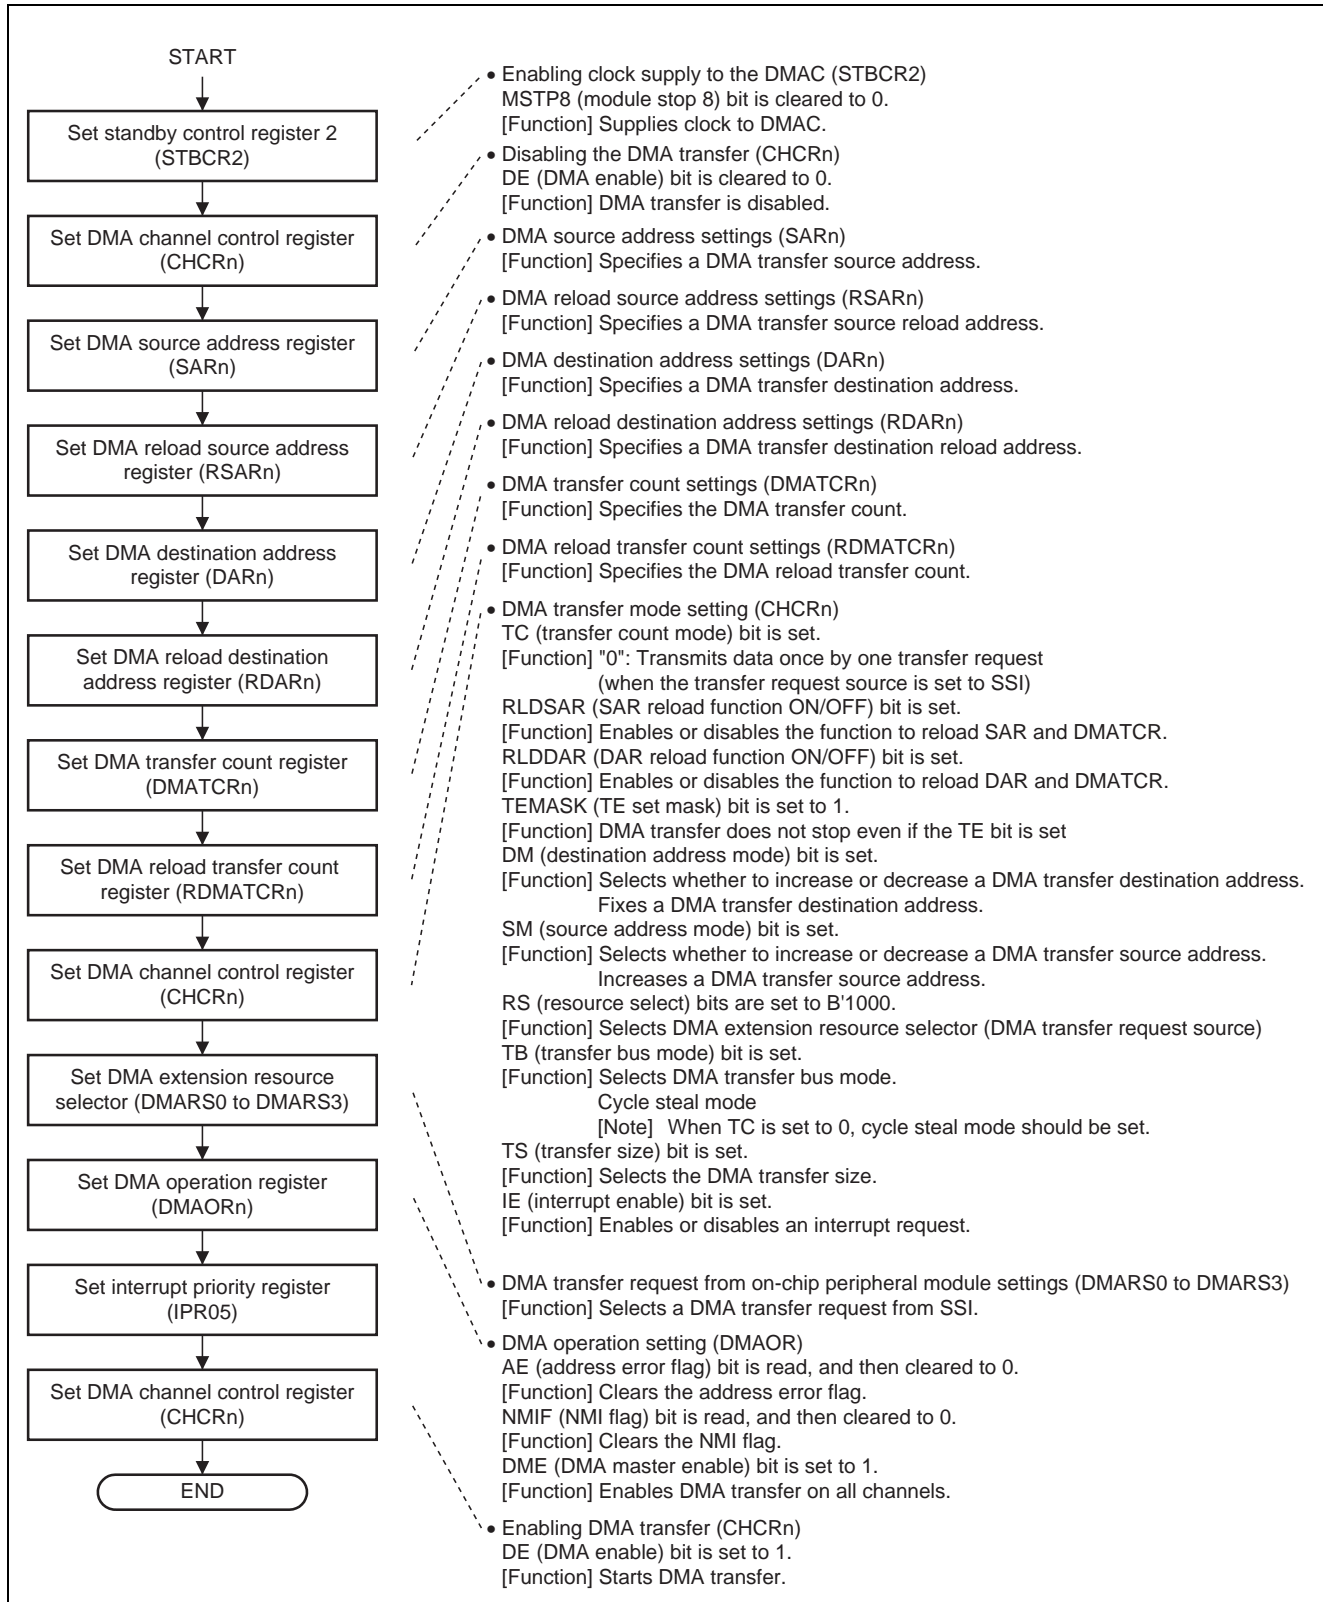 START
Set standby control register 2
(STBCR2)
Set DMA channel control register
(CHCRn)
Set DMA source address register
(SARn)
Set DMA reload source address
register (RSARn)
Set DMA destination address
register (DARn)
Set DMA reload destination
address register (RDARn)
Set DMA transfer count register
(DMATCRn)
Set DMA reload transfer count
register (RDMATCRn)
Set DMA channel control register
(CHCRn)
Set DMA extension resource
selector (DMARS0 to DMARS3)
Set DMA operation register
(DMAORn)
Set interrupt priority register
(IPR05)
Set DMA channel control register
(CHCRn)
END
• Enabling clock supply to the DMAC (STBCR2)
MSTP8 (module stop 8) bit is cleared to 0.
[Function] Supplies clock to DMAC.
• Disabling the DMA transfer (CHCRn)
DE (DMA enable) bit is cleared to 0.
[Function] DMA transfer is disabled.
• DMA source address settings (SARn)
[Function] Specifies a DMA transfer source address.
• DMA reload source address settings (RSARn)
[Function] Specifies a DMA transfer source reload address.
• DMA destination address settings (DARn)
[Function] Specifies a DMA transfer destination address.
• DMA reload destination address settings (RDARn)
[Function] Specifies a DMA transfer destination reload address.
• DMA transfer count settings (DMATCRn)
[Function] Specifies the DMA transfer count.
• DMA reload transfer count settings (RDMATCRn)
[Function] Specifies the DMA reload transfer count.
• DMA transfer mode setting (CHCRn)
TC (transfer count mode) bit is set.
[Function] "0": Transmits data once by one transfer request
(when the transfer request source is set to SSI)
RLDSAR (SAR reload function ON/OFF) bit is set.
[Function] Enables or disables the function to reload SAR and DMATCR.
RLDDAR (DAR reload function ON/OFF) bit is set.
[Function] Enables or disables the function to reload DAR and DMATCR.
TEMASK (TE set mask) bit is set to 1.
[Function] DMA transfer does not stop even if the TE bit is set
DM (destination address mode) bit is set.
[Function] Selects whether to increase or decrease a DMA transfer destination address.
Fixes a DMA transfer destination address.
SM (source address mode) bit is set.
[Function] Selects whether to increase or decrease a DMA transfer source address.
Increases a DMA transfer source address.
RS (resource select) bits are set to B'1000.
[Function] Selects DMA extension resource selector (DMA transfer request source)
TB (transfer bus mode) bit is set.
[Function] Selects DMA transfer bus mode.
Cycle steal mode
[Note] When TC is set to 0, cycle steal mode should be set.
TS (transfer size) bit is set.
[Function] Selects the DMA transfer size.
IE (interrupt enable) bit is set.
[Function] Enables or disables an interrupt request.
• DMA transfer request from on-chip peripheral module settings (DMARS0 to DMARS3)
[Function] Selects a DMA transfer request from SSI.
• DMA operation setting (DMAOR)
AE (address error flag) bit is read, and then cleared to 0.
[Function] Clears the address error flag.
NMIF (NMI flag) bit is read, and then cleared to 0.
[Function] Clears the NMI flag.
DME (DMA master enable) bit is set to 1.
[Function] Enables DMA transfer on all channels.
• Enabling DMA transfer (CHCRn)
DE (DMA enable) bit is set to 1.
[Function] Starts DMA transfer.